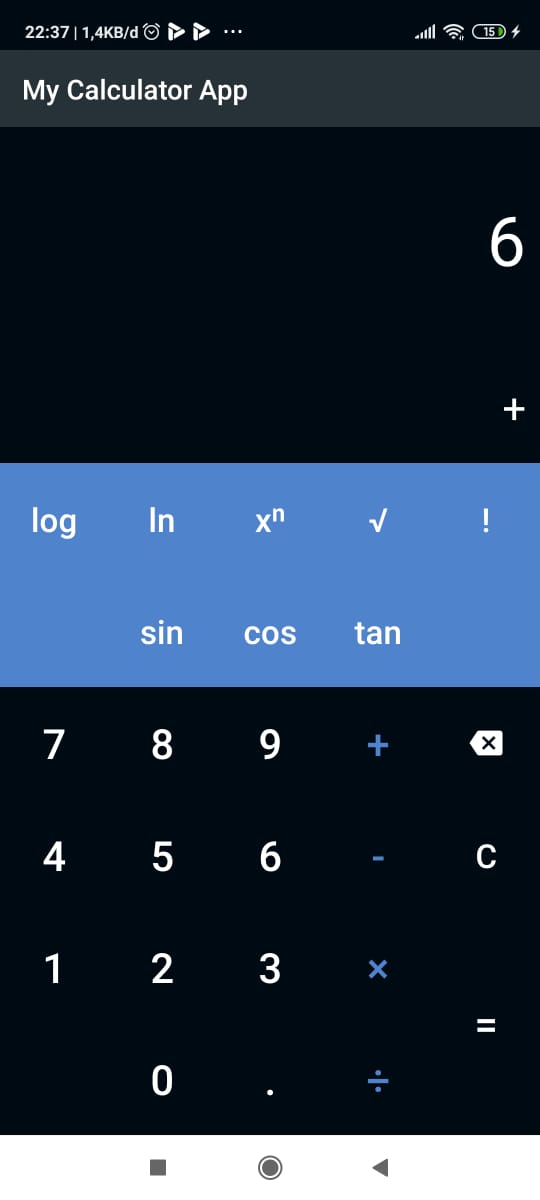 22:37 | 1,4KB/d ... 15
My Calculator App
6
+
log ln xⁿ √ !
sin cos tan
7 8 9 +
4 5 6 - C
1 2 3 ×
=
0 . ÷